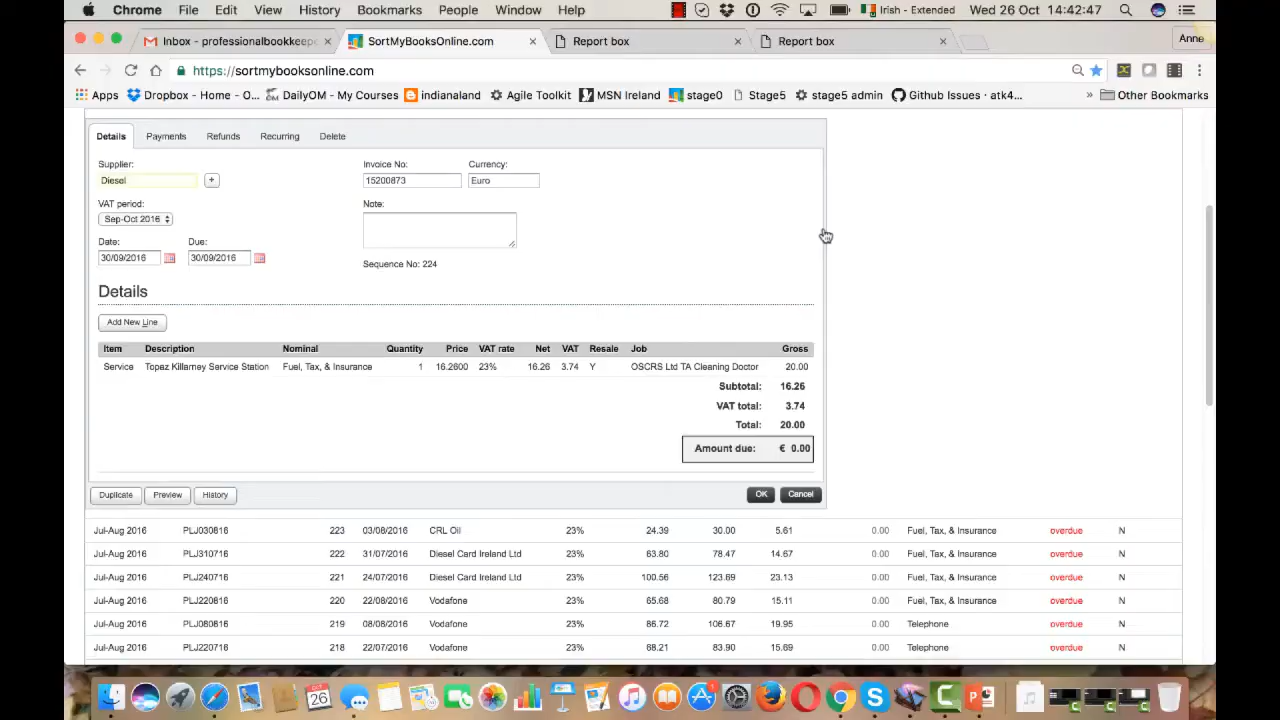 Chrome File Edit View History Bookmarks People Window Help Irish - Extended Wed 26 Oct 14:42:47
Inbox - professionalbookkeep × SortMyBooksOnline.com × Report box × Report box × Anne
https://sortmybooksonline.com
Apps Dropbox - Home - O... DailyOM - My Courses indianaland Agile Toolkit MSN Ireland stage0 Stage5 stage5 admin Github Issues · atk4... » Other Bookmarks
Details Payments Refunds Recurring Delete
Supplier: Invoice No: Currency:
Diesel + 15200873 Euro
VAT period: Note:
Sep-Oct 2016
Date: Due:
30/09/2016 30/09/2016
Sequence No: 224
Details
Add New Line
Item Description Nominal Quantity Price VAT rate Net VAT Resale Job Gross
Service Topaz Killarney Service Station Fuel, Tax, & Insurance 1 16.2600 23% 16.26 3.74 Y OSCRS Ltd TA Cleaning Doctor 20.00
Subtotal: 16.26
VAT total: 3.74
Total: 20.00
Amount due: € 0.00
Duplicate Preview History OK Cancel
Jul-Aug 2016 PLJ030816 223 03/08/2016 CRL Oil 23% 24.39 30.00 5.61 0.00 Fuel, Tax, & Insurance overdue N
Jul-Aug 2016 PLJ310716 222 31/07/2016 Diesel Card Ireland Ltd 23% 63.80 78.47 14.67 0.00 Fuel, Tax, & Insurance overdue N
Jul-Aug 2016 PLJ240716 221 24/07/2016 Diesel Card Ireland Ltd 23% 100.56 123.69 23.13 0.00 Fuel, Tax, & Insurance overdue N
Jul-Aug 2016 PLJ220816 220 22/08/2016 Vodafone 23% 65.68 80.79 15.11 0.00 Fuel, Tax, & Insurance overdue N
Jul-Aug 2016 PLJ080816 219 08/08/2016 Vodafone 23% 86.72 106.67 19.95 0.00 Telephone overdue N
Jul-Aug 2016 PLJ220716 218 22/07/2016 Vodafone 23% 68.21 83.90 15.69 0.00 Telephone overdue N
OCT
26